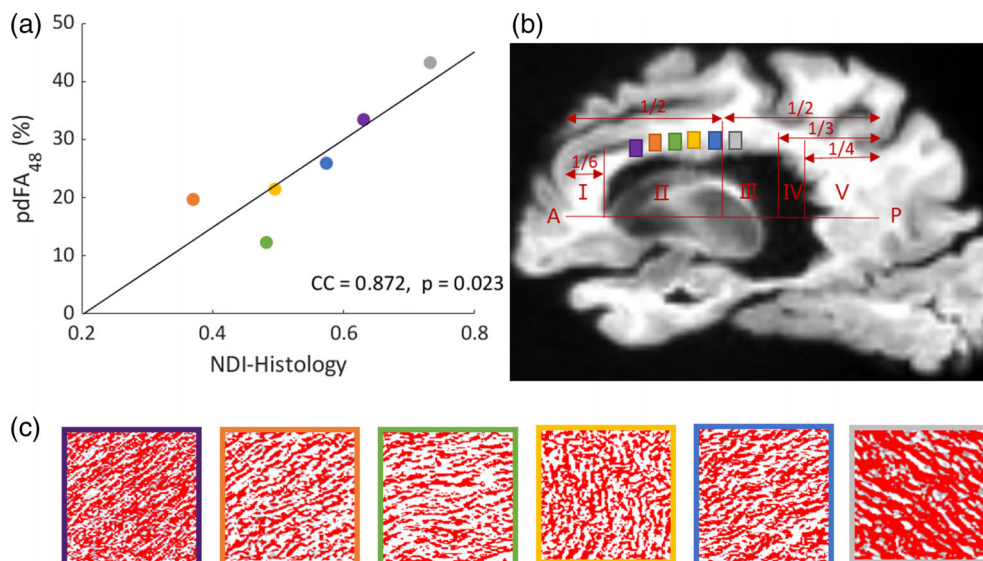 (a)
50
40
30
20
10
0
pdFA48 (%)
CC = 0.872, p = 0.023
0.2 0.4 0.6 0.8
NDI-Histology
(b)
1/2 1/2
1/3
1/4
1/6
I II III IV V
A P
(c)